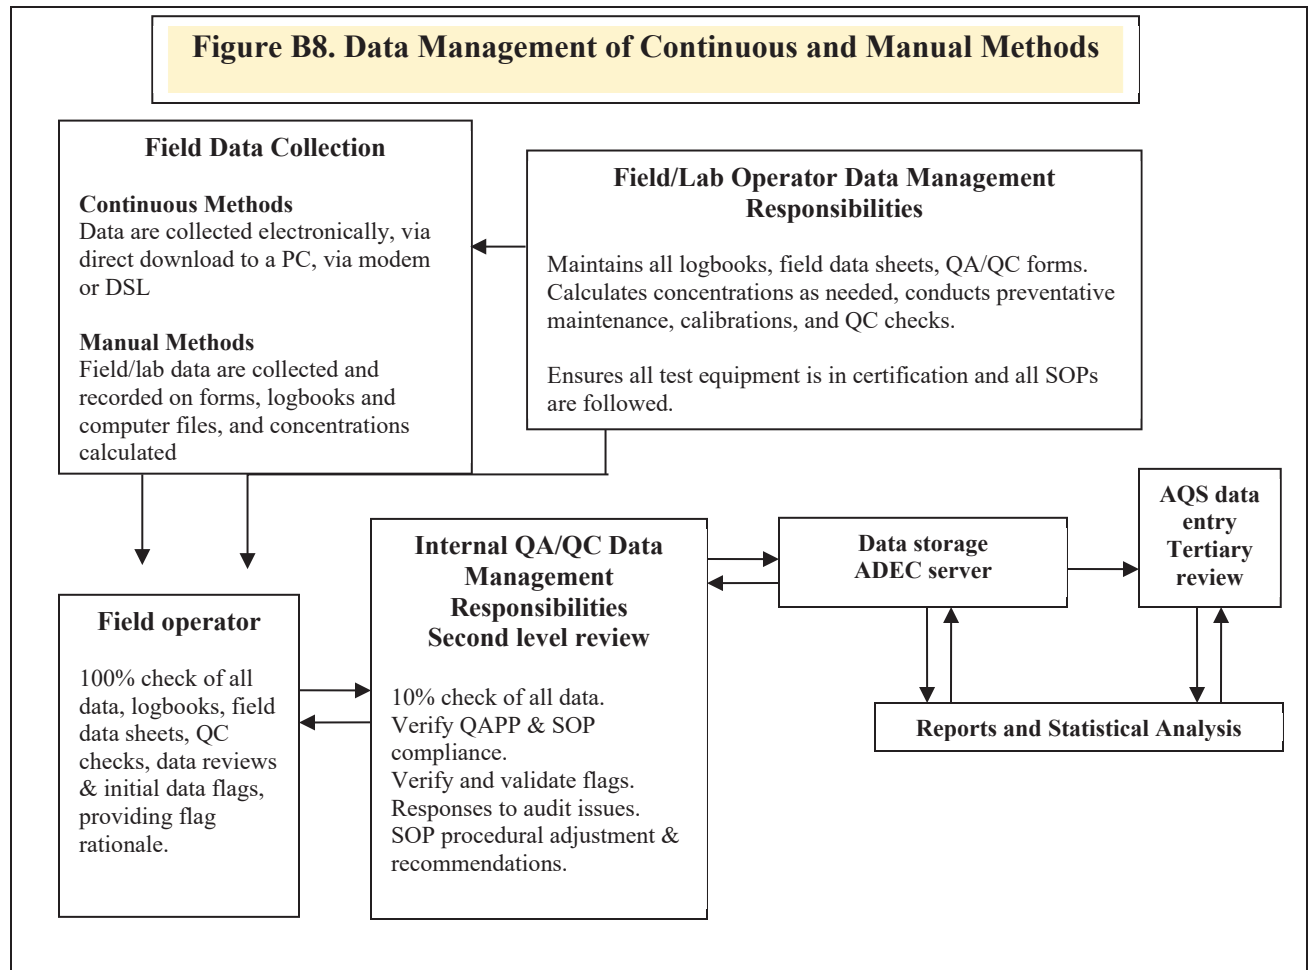 Figure B8. Data Management of Continuous and Manual Methods
Field Data Collection
Continuous Methods
Data are collected electronically, via
direct download to a PC, via modem
or DSL
Manual Methods
Field/lab data are collected and
recorded on forms, logbooks and
computer files, and concentrations
calculated
Field/Lab Operator Data Management
Responsibilities
Maintains all logbooks, field data sheets, QA/QC forms.
Calculates concentrations as needed, conducts preventative
maintenance, calibrations, and QC checks.
Ensures all test equipment is in certification and all SOPs
are followed.
Field operator
100% check of all
data, logbooks, field
data sheets, QC
checks, data reviews
& initial data flags,
providing flag
rationale.
Internal QA/QC Data
Management
Responsibilities
Second level review
10% check of all data.
Verify QAPP & SOP
compliance.
Verify and validate flags.
Responses to audit issues.
SOP procedural adjustment &
recommendations.
Data storage
ADEC server
AQS data
entry
Tertiary
review
Reports and Statistical Analysis